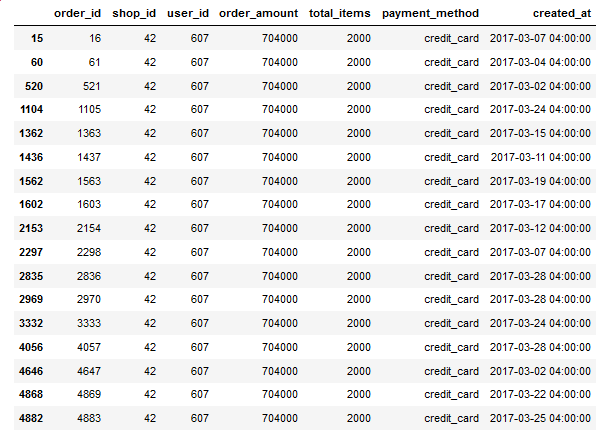 order_id shop_id user_id order_amount total_items payment_method created_at
15 16 42 607 704000 2000 credit_card 2017-03-07 04:00:00
60 61 42 607 704000 2000 credit_card 2017-03-04 04:00:00
520 521 42 607 704000 2000 credit_card 2017-03-02 04:00:00
1104 1105 42 607 704000 2000 credit_card 2017-03-24 04:00:00
1362 1363 42 607 704000 2000 credit_card 2017-03-15 04:00:00
1436 1437 42 607 704000 2000 credit_card 2017-03-11 04:00:00
1562 1563 42 607 704000 2000 credit_card 2017-03-19 04:00:00
1602 1603 42 607 704000 2000 credit_card 2017-03-17 04:00:00
2153 2154 42 607 704000 2000 credit_card 2017-03-12 04:00:00
2297 2298 42 607 704000 2000 credit_card 2017-03-07 04:00:00
2835 2836 42 607 704000 2000 credit_card 2017-03-28 04:00:00
2969 2970 42 607 704000 2000 credit_card 2017-03-28 04:00:00
3332 3333 42 607 704000 2000 credit_card 2017-03-24 04:00:00
4056 4057 42 607 704000 2000 credit_card 2017-03-28 04:00:00
4646 4647 42 607 704000 2000 credit_card 2017-03-02 04:00:00
4868 4869 42 607 704000 2000 credit_card 2017-03-22 04:00:00
4882 4883 42 607 704000 2000 credit_card 2017-03-25 04:00:00